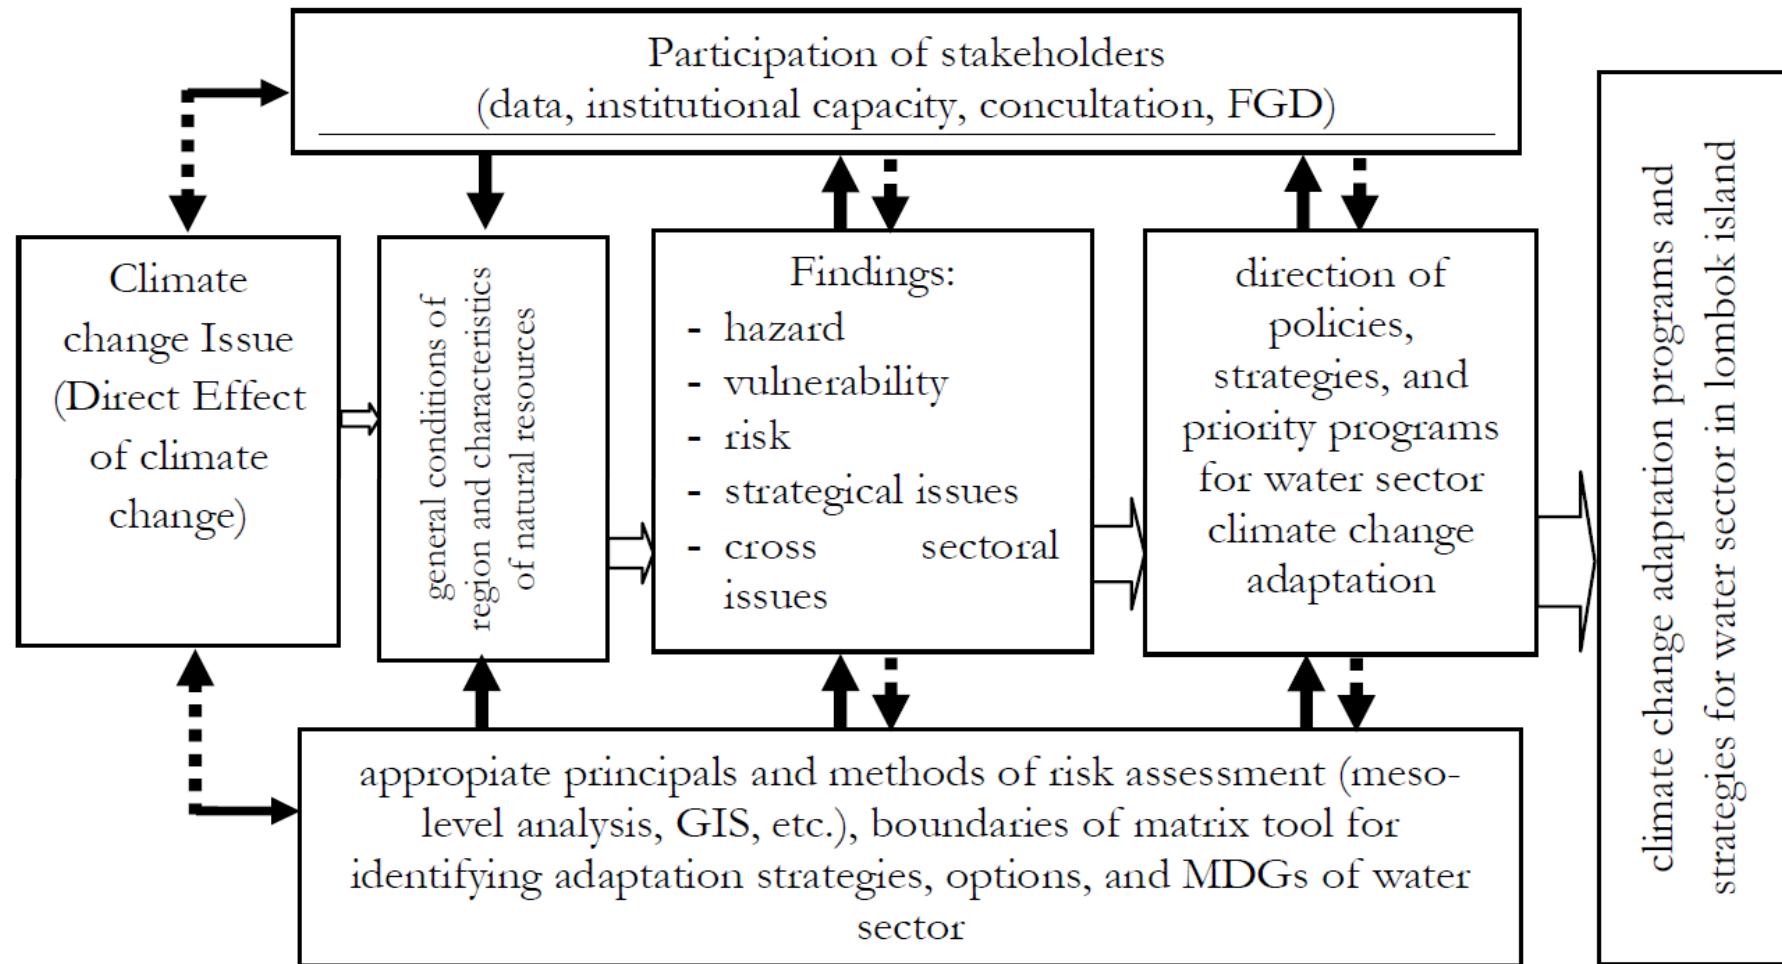 Participation of stakeholders
(data, institutional capacity, concultation, FGD)
Climate
change Issue
(Direct Effect
of climate
change)
general conditions of
region and characteristics
of natural resources
Findings:
- hazard
- vulnerability
- risk
- strategical issues
- cross sectoral
issues
direction of
policies,
strategies, and
priority programs
for water sector
climate change
adaptation
climate change adaptation programs and
strategies for water sector in lombok island
appropiate principals and methods of risk assessment (meso-
level analysis, GIS, etc.), boundaries of matrix tool for
identifying adaptation strategies, options, and MDGs of water
sector